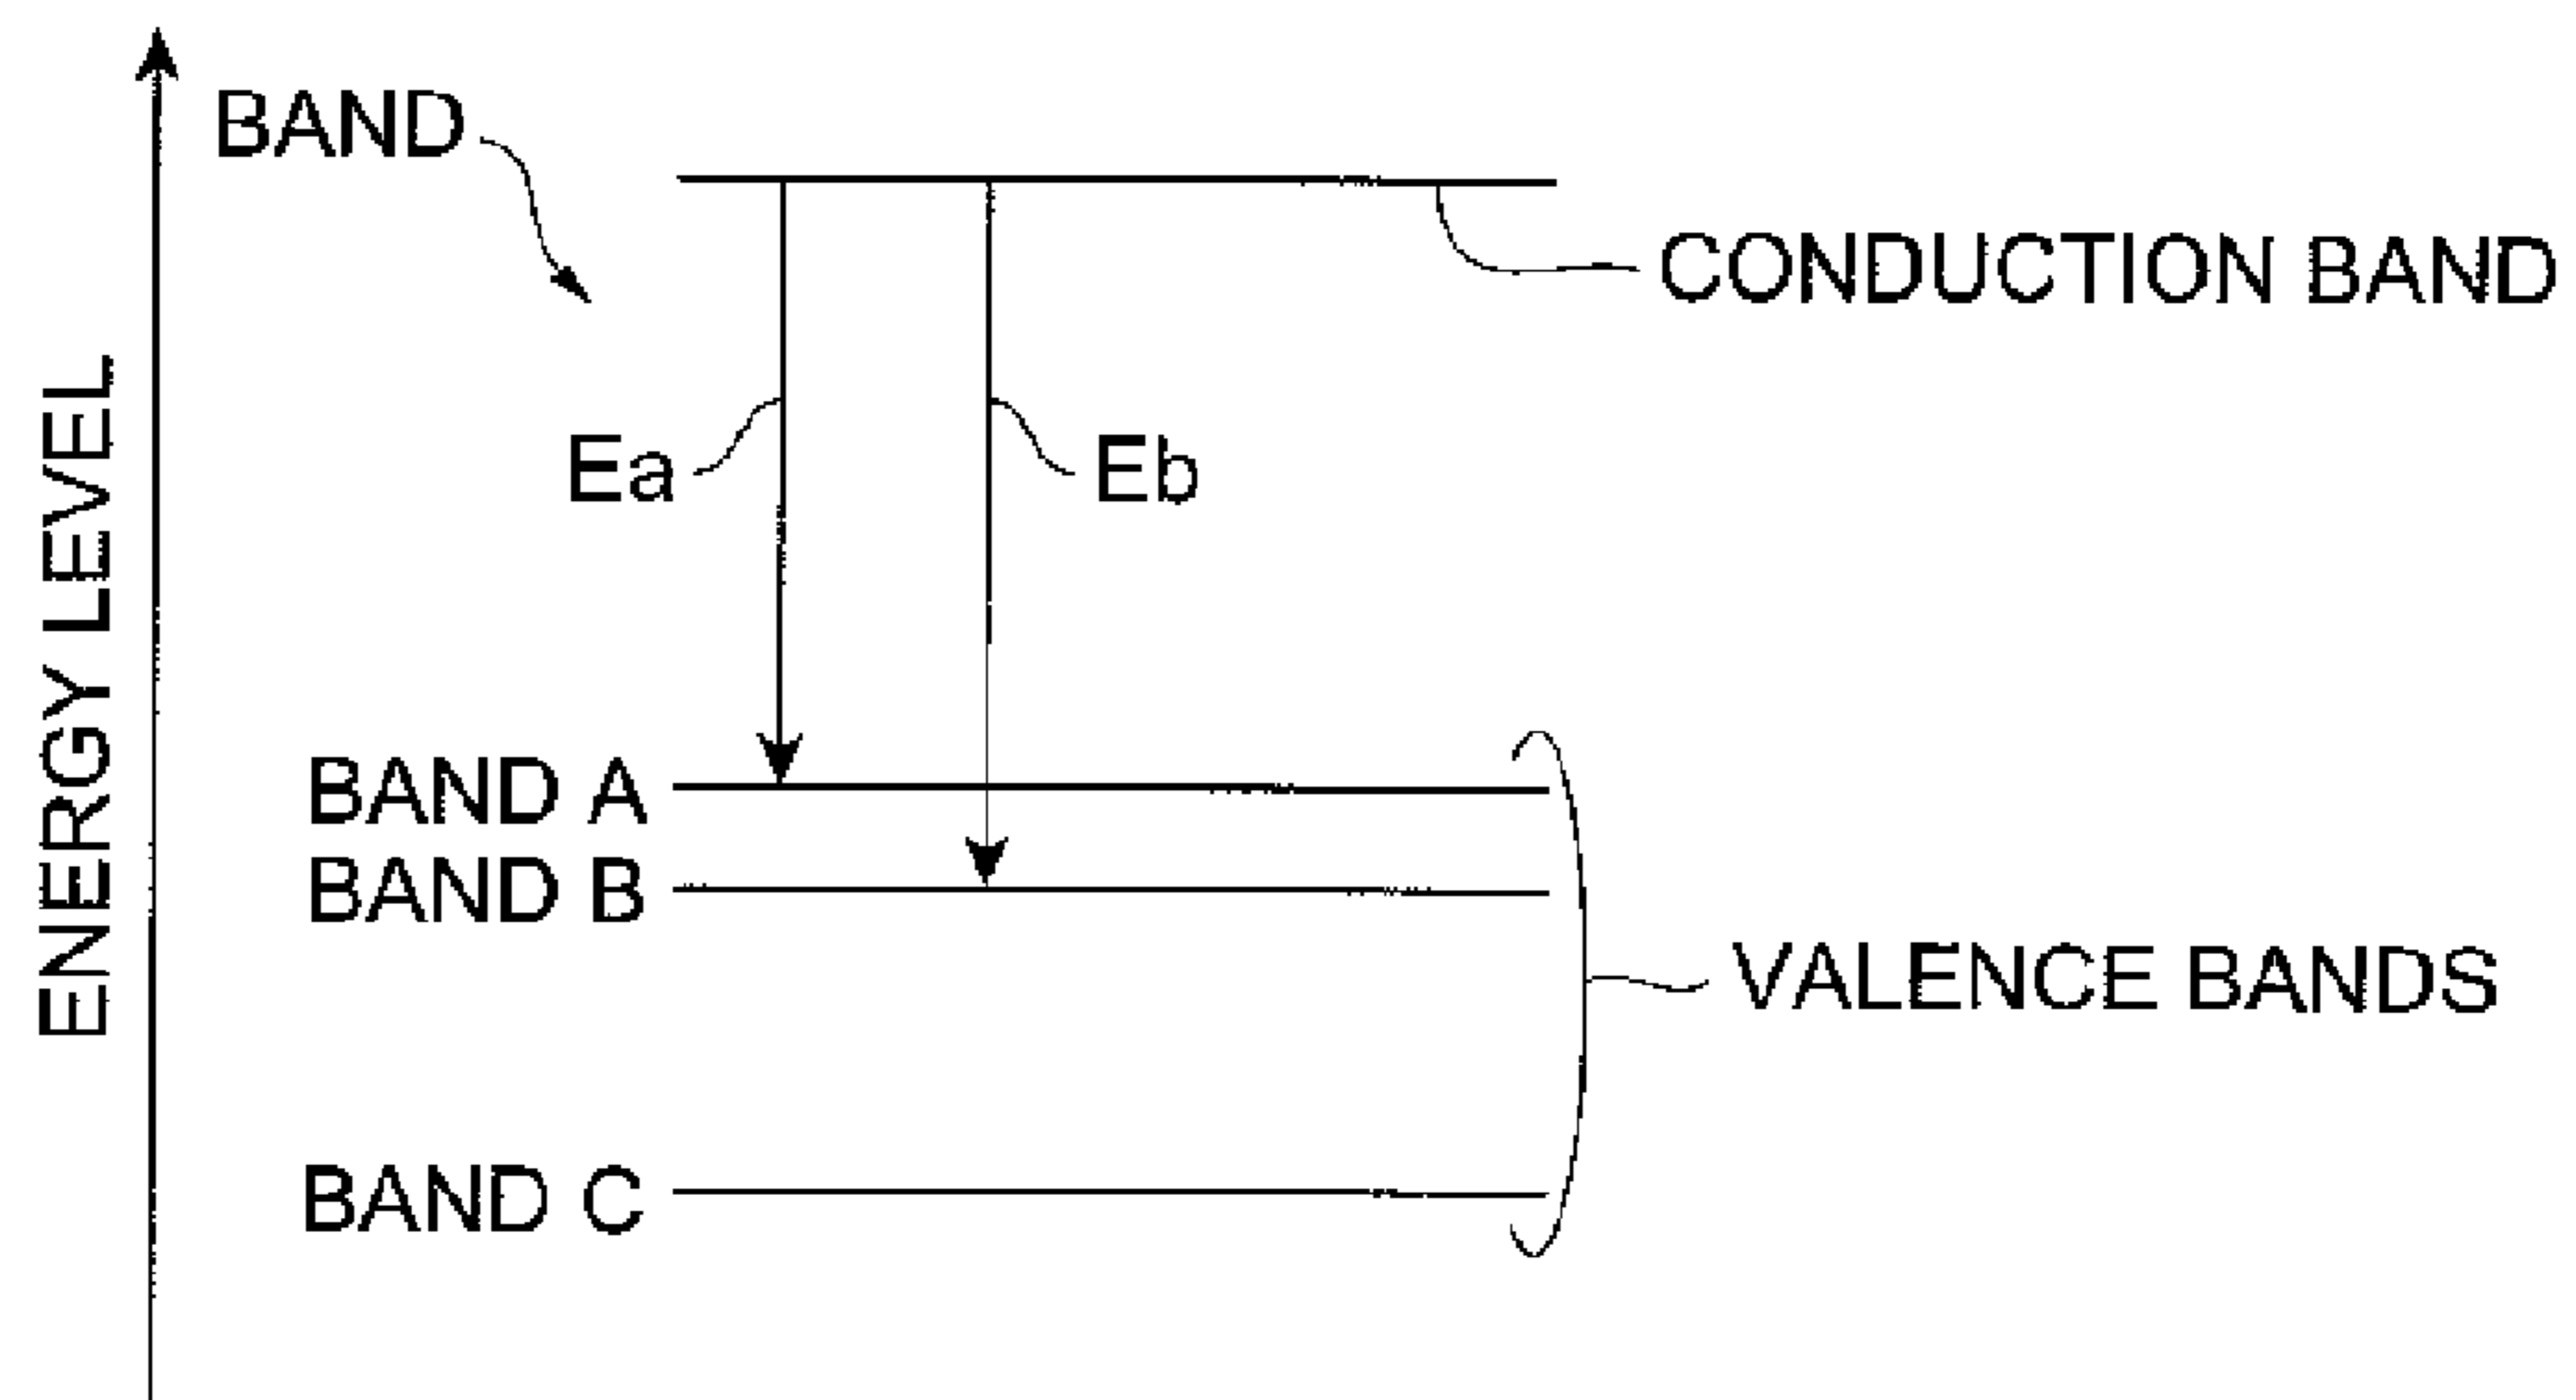 BAND
CONDUCTION BAND
Ea
Eb
ENERGY LEVEL
BAND A
BAND B
VALENCE BANDS
BAND C